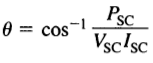 θ = cos⁻¹ P_SC / V_SC I_SC